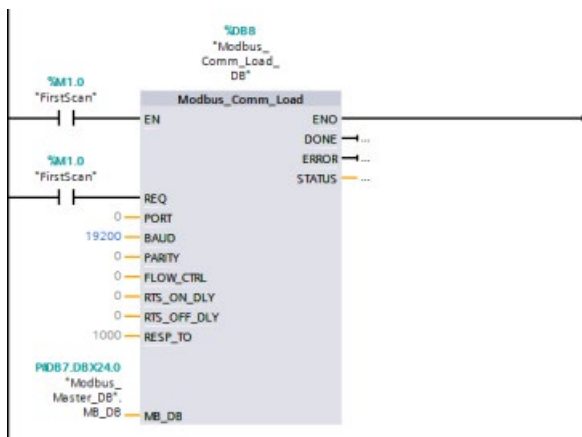 %DB8
"Modbus_
Comm_Load_
DB"
%M1.0
"FirstScan"
Modbus_Comm_Load
EN
ENO
DONE
...
ERROR
...
STATUS
...
%M1.0
"FirstScan"
REQ
0
PORT
19200
BAUD
0
PARITY
0
FLOW_CTRL
0
RTS_ON_DLY
0
RTS_OFF_DLY
1000
RESP_TO
P#DB7.DBX24.0
"Modbus_
Master_DB".
MB_DB
MB_DB